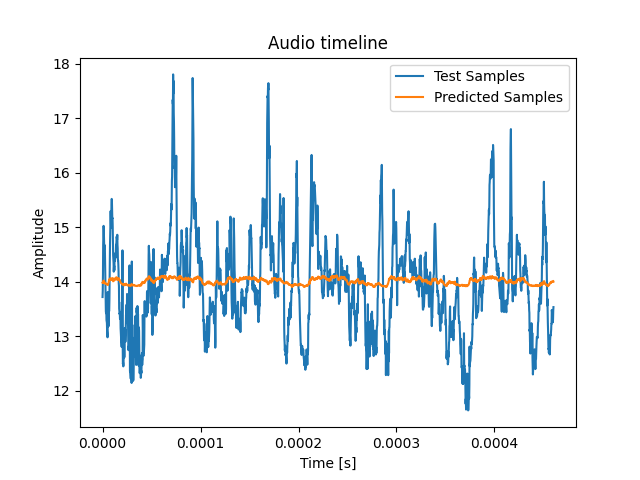 Audio timeline
Test Samples
Predicted Samples
Amplitude
18
17
16
15
14
13
12
0.0000 0.0001 0.0002 0.0003 0.0004
Time [s]